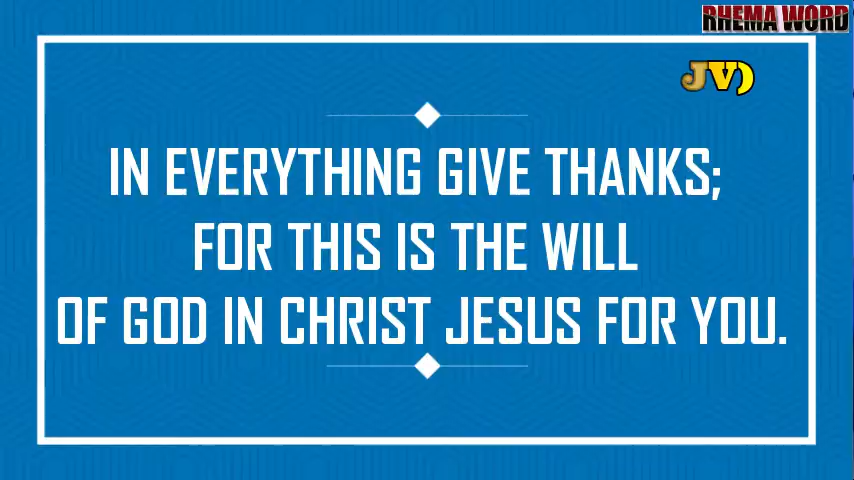 RHEMA WORD
JV)
IN EVERYTHING GIVE THANKS;
FOR THIS IS THE WILL
OF GOD IN CHRIST JESUS FOR YOU.